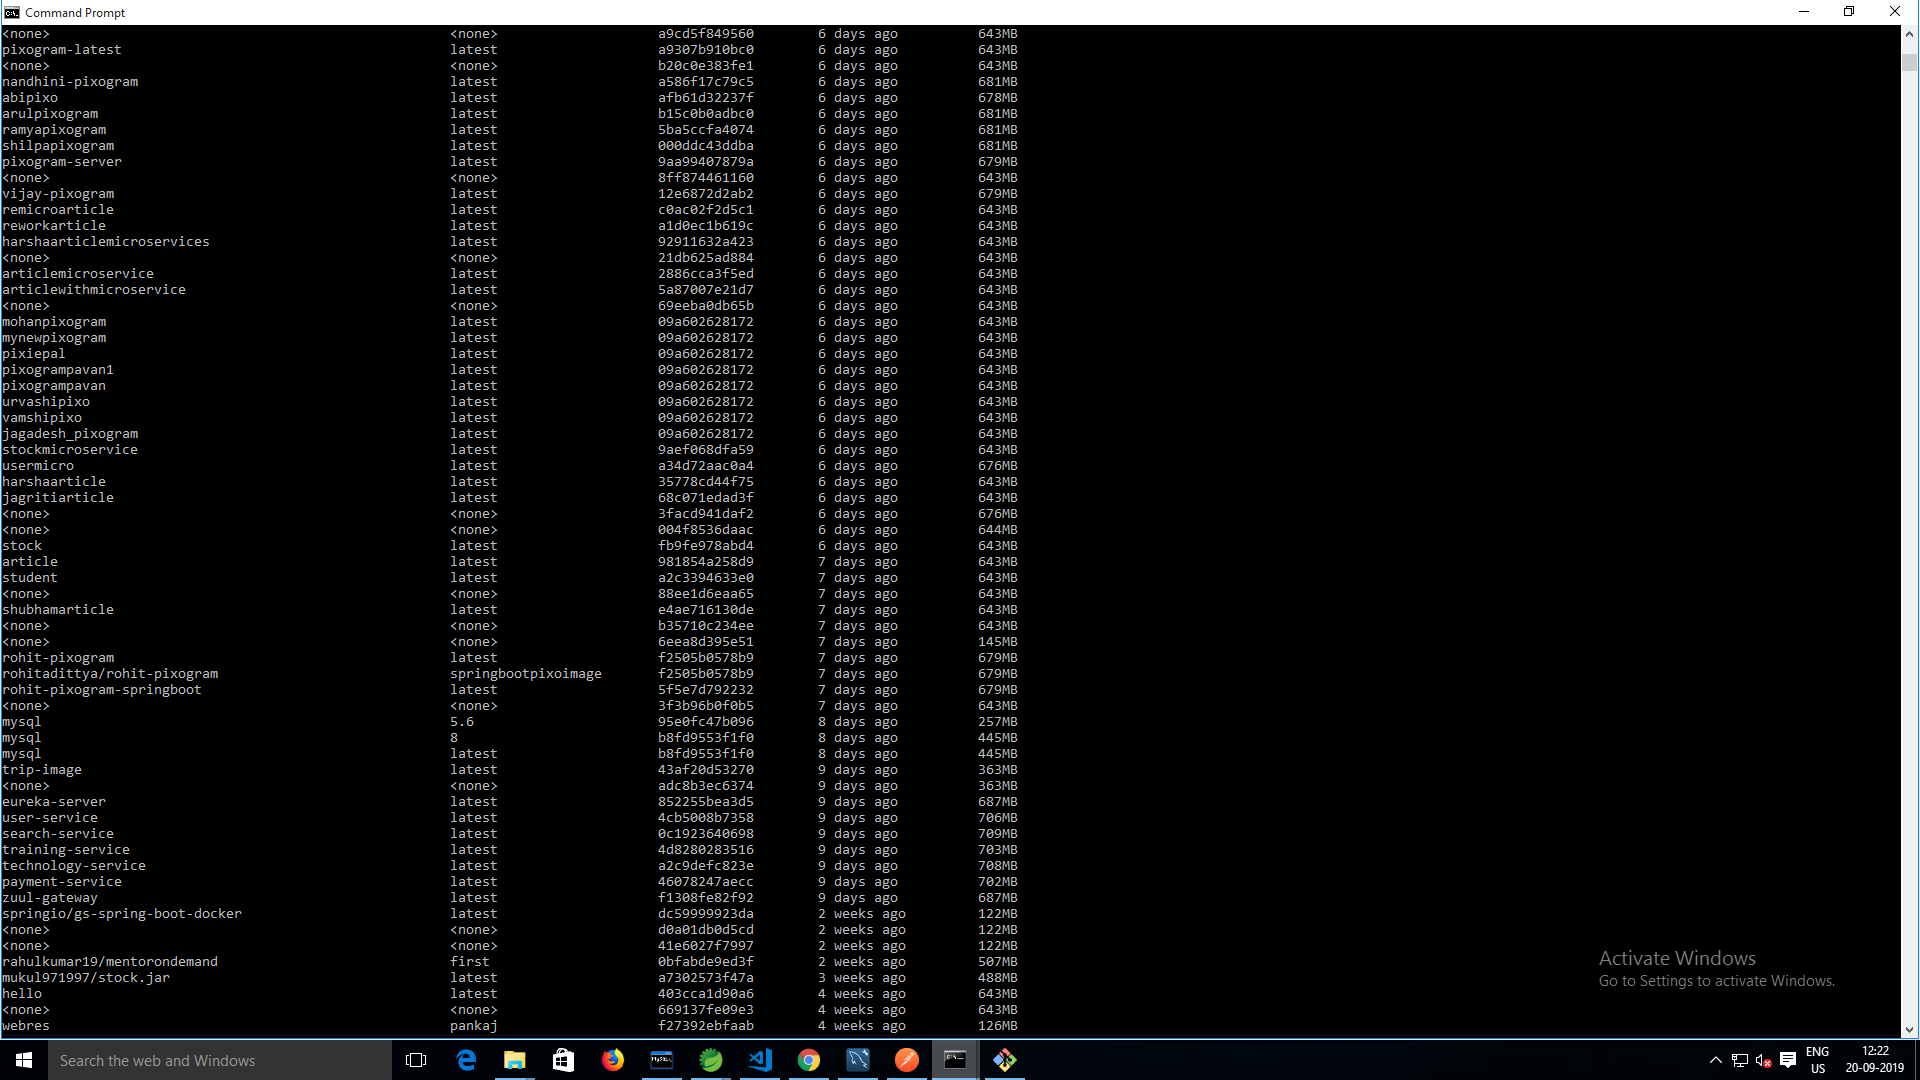 Command Prompt
<none> <none> a9cd5f849560 6 days ago 643MB
pixogram-latest latest a9307b910bc0 6 days ago 643MB
<none> <none> b20c0e383fe1 6 days ago 643MB
nandhini-pixogram latest a586f17c79c5 6 days ago 681MB
abipixo latest afb61d32237f 6 days ago 678MB
arulpixogram latest b15c0b0adbc0 6 days ago 681MB
ramyapixogram latest 5ba5ccfa4074 6 days ago 681MB
shilpapixogram latest 000ddc43ddba 6 days ago 681MB
pixogram-server latest 9aa99407879a 6 days ago 679MB
<none> <none> 8ff874461160 6 days ago 643MB
vijay-pixogram latest 12e6872d2ab2 6 days ago 679MB
remicroarticle latest c0ac02f2d5c1 6 days ago 643MB
reworkarticle latest a1d0ec1b619c 6 days ago 643MB
harshaarticlemicroservices latest 92911632a423 6 days ago 643MB
<none> <none> 21db625ad884 6 days ago 643MB
articlemicroservice latest 2886cca3f5ed 6 days ago 643MB
articlewithmicroservice latest 5a87007e21d7 6 days ago 643MB
<none> <none> 69eeba0db65b 6 days ago 643MB
mohanpixogram latest 09a602628172 6 days ago 643MB
mynewpixogram latest 09a602628172 6 days ago 643MB
pixiepal latest 09a602628172 6 days ago 643MB
pixogrampavan1 latest 09a602628172 6 days ago 643MB
pixogrampavan latest 09a602628172 6 days ago 643MB
urvashipixo latest 09a602628172 6 days ago 643MB
vamshipixo latest 09a602628172 6 days ago 643MB
jagadesh_pixogram latest 09a602628172 6 days ago 643MB
stockmicroservice latest 9aef068dfa59 6 days ago 643MB
usermicro latest a34d72aac0a4 6 days ago 676MB
harshaarticle latest 35778cd44f75 6 days ago 643MB
jagritiarticle latest 68c071edad3f 6 days ago 643MB
<none> <none> 3facd941daf2 6 days ago 676MB
<none> <none> 004f8536daac 6 days ago 644MB
stock latest fb9fe978abd4 6 days ago 643MB
article latest 981854a258d9 7 days ago 643MB
student latest a2c3394633e0 7 days ago 643MB
<none> <none> 88ee1d6eaa65 7 days ago 643MB
shubhamarticle latest e4ae716130de 7 days ago 643MB
<none> <none> b35710c234ee 7 days ago 643MB
<none> <none> 6eea8d395e51 7 days ago 145MB
rohit-pixogram latest f2505b0578b9 7 days ago 679MB
rohitadittya/rohit-pixogram springbootpixoimage f2505b0578b9 7 days ago 679MB
rohit-pixogram-springboot latest 5f5e7d792232 7 days ago 679MB
<none> <none> 3f3b96b0f0b5 7 days ago 643MB
mysql 5.6 95e0fc47b096 8 days ago 257MB
mysql 8 b8fd9553f1f0 8 days ago 445MB
mysql latest b8fd9553f1f0 8 days ago 445MB
trip-image latest 43af20d53270 9 days ago 363MB
<none> <none> adc8b3ec6374 9 days ago 363MB
eureka-server latest 852255bea3d5 9 days ago 687MB
user-service latest 4cb5008b7358 9 days ago 706MB
search-service latest 0c1923640698 9 days ago 709MB
training-service latest 4d8280283516 9 days ago 703MB
technology-service latest a2c9defc823e 9 days ago 708MB
payment-service latest 46078247aecc 9 days ago 702MB
zuul-gateway latest f1308fe82f92 9 days ago 687MB
springio/gs-spring-boot-docker latest dc59999923da 2 weeks ago 122MB
<none> <none> d0a01db0d5cd 2 weeks ago 122MB
<none> <none> 41e6027f7997 2 weeks ago 122MB
rahulkumar19/mentorondemand first 0bfabde9ed3f 2 weeks ago 507MB
mukul971997/stock.jar latest a7302573f47a 3 weeks ago 488MB
hello latest 403cca1d90a6 4 weeks ago 643MB
<none> <none> 669137fe09e3 4 weeks ago 643MB
webres pankaj f27392ebfaab 4 weeks ago 126MB
Activate Windows
Go to Settings to activate Windows.
Search the web and Windows
MySQL
ENG
US
12:22
20-09-2019